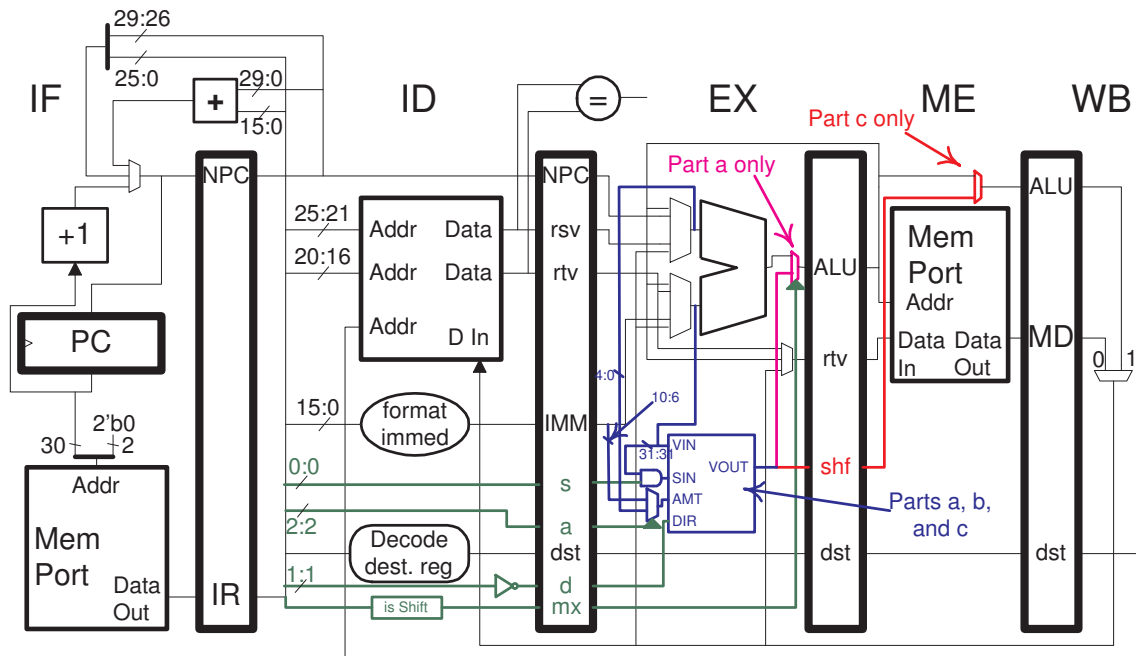 29:26
25:0
29:0
15:0
+
=
IF
ID
EX
ME
WB
Part c only
Part a only
NPC
NPC
ALU
+1
25:21
20:16
Addr
Data
Addr
Data
Addr
D In
rsv
rtv
ALU
Mem
Port
Addr
Data
In
Data
Out
rtv
MD
0
1
PC
15:0
format
immed
IMM
4:0
10:6
31:31
VIN
SIN
AMT
DIR
VOUT
shf
Parts a, b,
and c
30
2'b0
2
Addr
Mem
Port
Data
Out
IR
0:0
s
2:2
a
Decode
dest. reg
dst
dst
dst
1:1
d
is Shift
mx